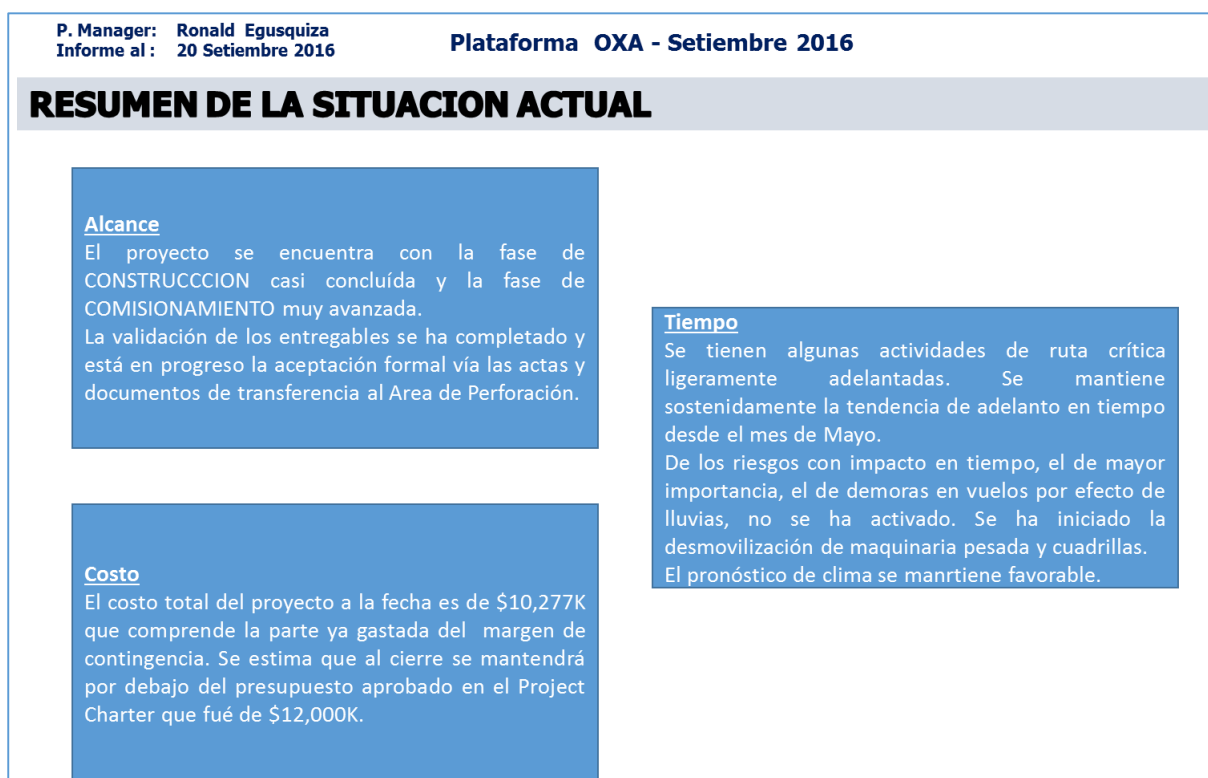 P. Manager: Ronald Egusquiza
Informe al : 20 Setiembre 2016
Plataforma OXA - Setiembre 2016
RESUMEN DE LA SITUACION ACTUAL
Alcance
El proyecto se encuentra con la fase de
CONSTRUCCCION casi concluída y la fase de
COMISIONAMIENTO muy avanzada.
La validación de los entregables se ha completado y
está en progreso la aceptación formal vía las actas y
documentos de transferencia al Area de Perforación.
Costo
El costo total del proyecto a la fecha es de $10,277K
que comprende la parte ya gastada del margen de
contingencia. Se estima que al cierre se mantendrá
por debajo del presupuesto aprobado en el Project
Charter que fué de $12,000K.
Tiempo
Se tienen algunas actividades de ruta crítica
ligeramente adelantadas. Se mantiene
sostenidamente la tendencia de adelanto en tiempo
desde el mes de Mayo.
De los riesgos con impacto en tiempo, el de mayor
importancia, el de demoras en vuelos por efecto de
lluvias, no se ha activado. Se ha iniciado la
desmovilización de maquinaria pesada y cuadrillas.
El pronóstico de clima se manrtiene favorable.